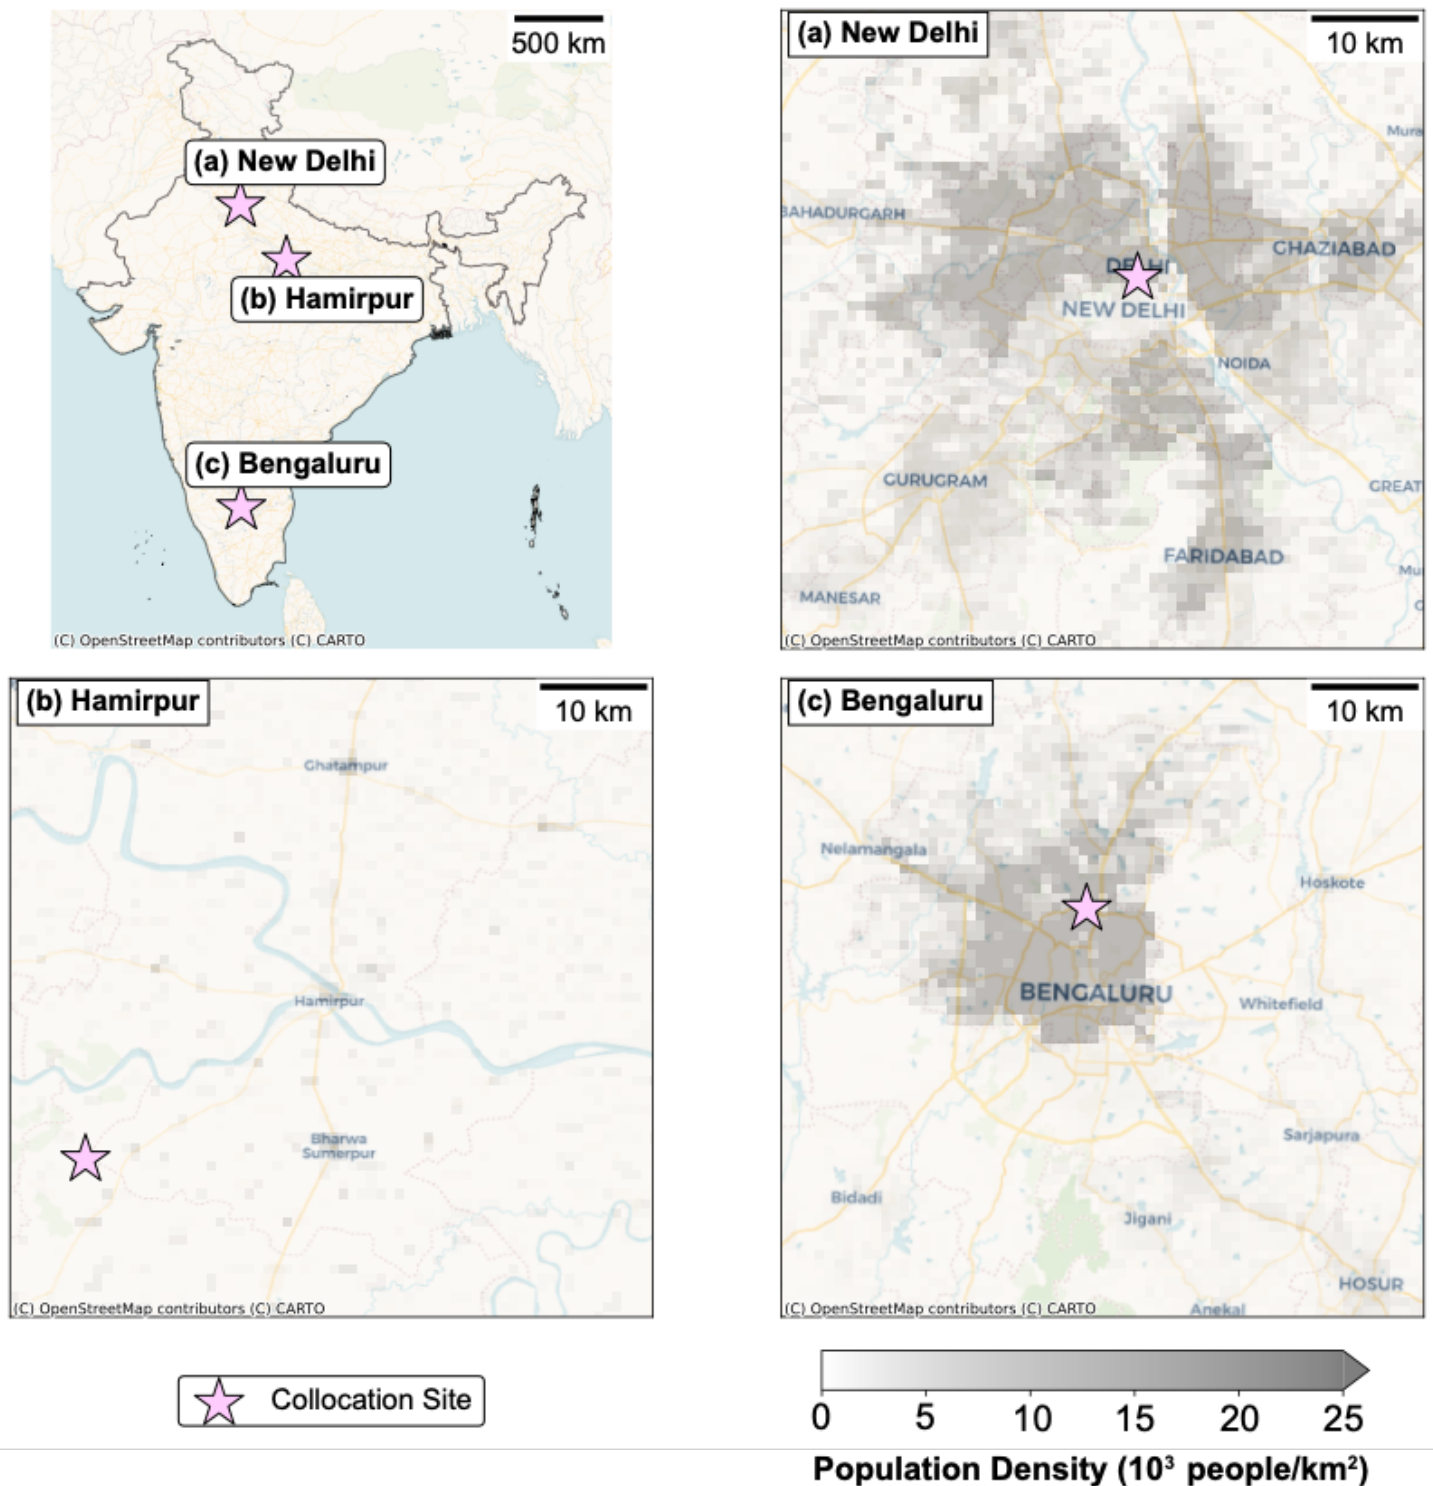 500 km
(a) New Delhi
(b) Hamirpur
(c) Bengaluru
(C) OpenStreetMap contributors (C) CARTO
(a) New Delhi
10 km
Mura
BAHADURGARH
GHAZIABAD
DELHI
NEW DELHI
NOIDA
GURUGRAM
GREAT
FARIDABAD
Mu
MANESAR
(C) OpenStreetMap contributors (C) CARTO
(b) Hamirpur
10 km
Ghatampur
Hamirpur
Bharwa
Sumerpur
(C) OpenStreetMap contributors (C) CARTO
(c) Bengaluru
10 km
Nelamangala
Hoskote
BENGALURU
Whitefield
Sarjapura
Bidadi
Jigani
HOSUR
Anekal
(C) OpenStreetMap contributors (C) CARTO
Collocation Site
0 5 10 15 20 25
Population Density (10³ people/km²)